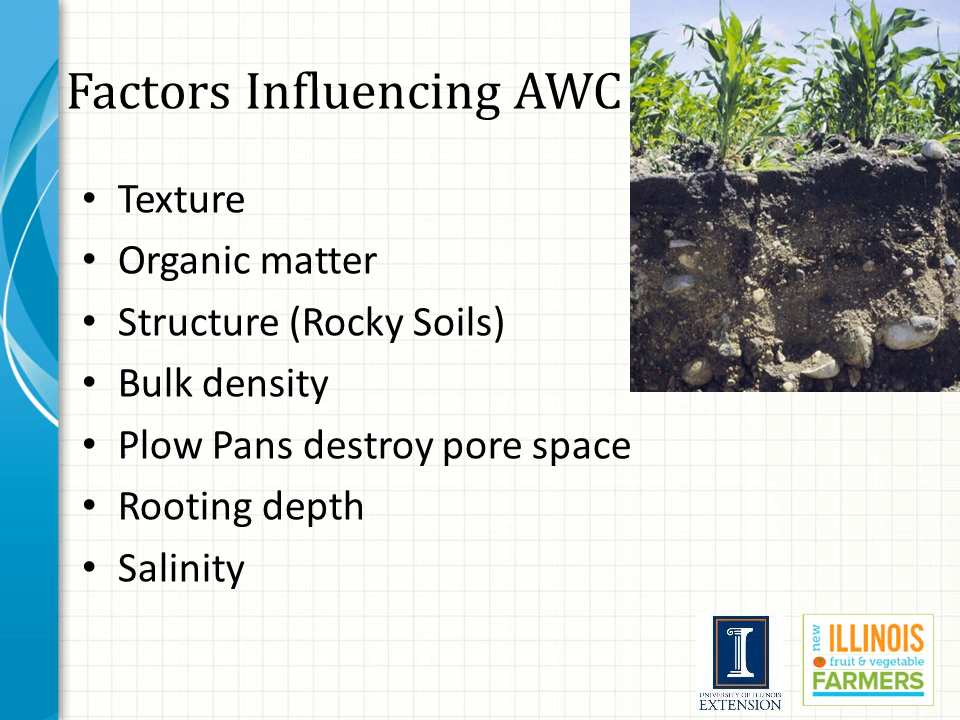 Factors Influencing AWC
• Texture
• Organic matter
• Structure (Rocky Soils)
• Bulk density
• Plow Pans destroy pore space
• Rooting depth
• Salinity
I
UNIVERSITY OF ILLINOIS
EXTENSION
new
ILLINOIS
fruit & vegetable
FARMERS